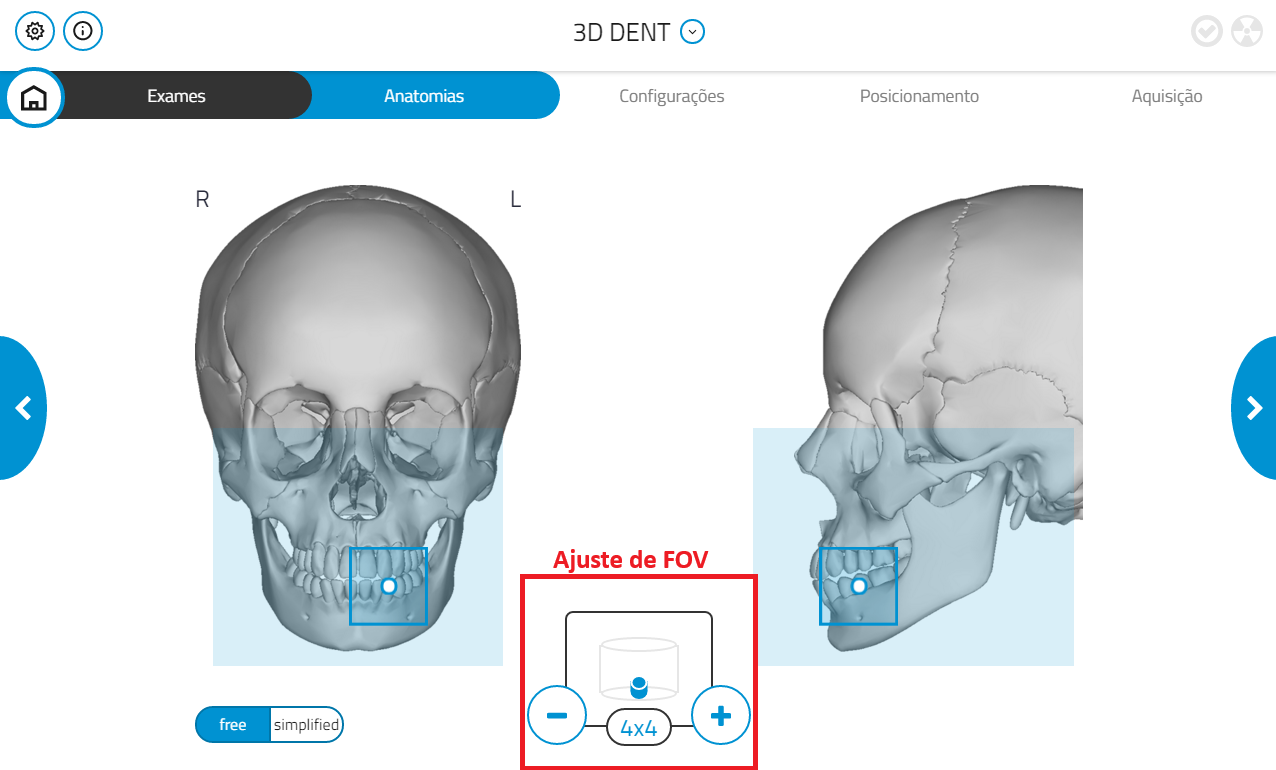 3D DENT
Exames
Anatomias
Configurações
Posicionamento
Aquisição
R
L
Ajuste de FOV
4x4
free
simplified